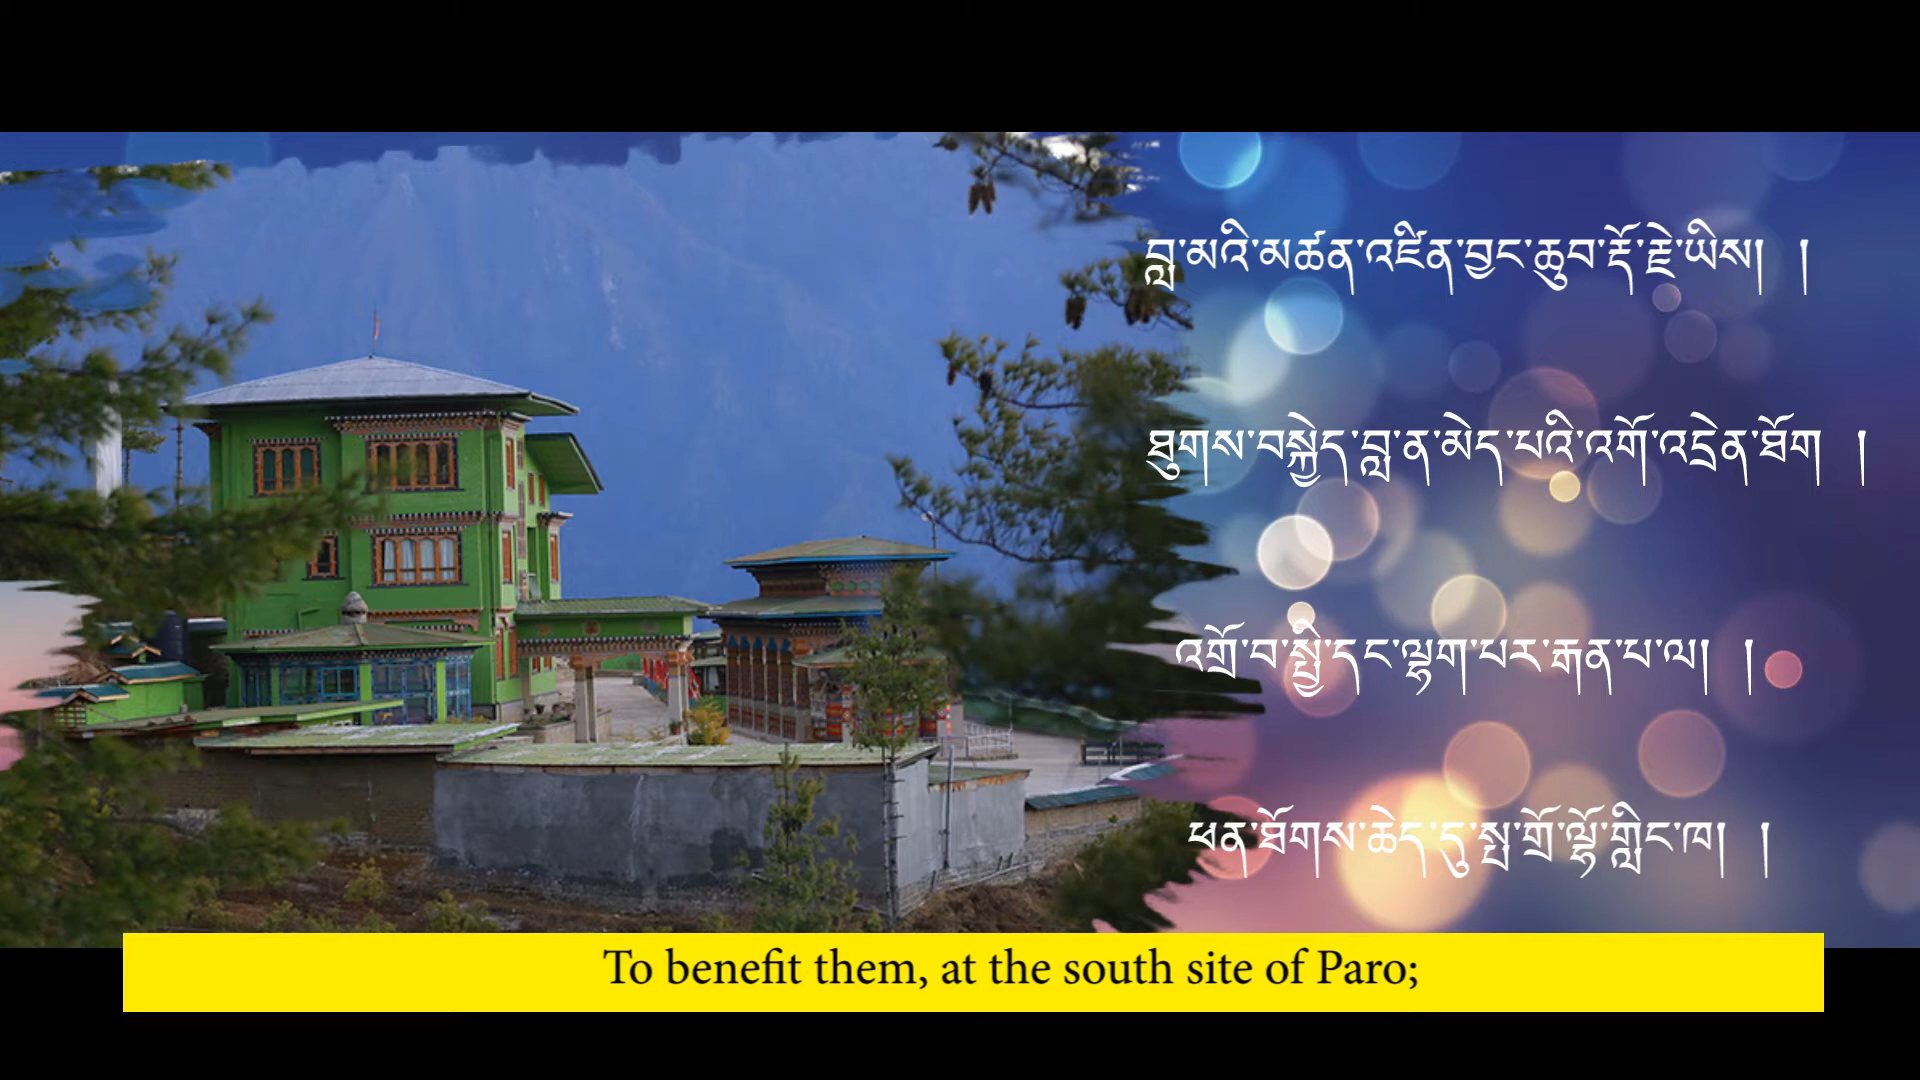 བླ་མའི་མཚན་འཛིན་བྱང་ཆུབ་རྡོ་རྗེ་ཡིས། །
ཐུགས་བསྐྱེད་བླ་ན་མེད་པའི་འགོ་འདྲེན་ཐོག །
འགྲོ་བ་སྤྱི་དང་ལྷག་པར་རྒན་པ་ལ། །
ཕན་ཐོགས་ཆེད་དུ་སྤ་གྲོ་ལྷོ་གླིང་ཁ། །
To benefit them, at the south site of Paro;